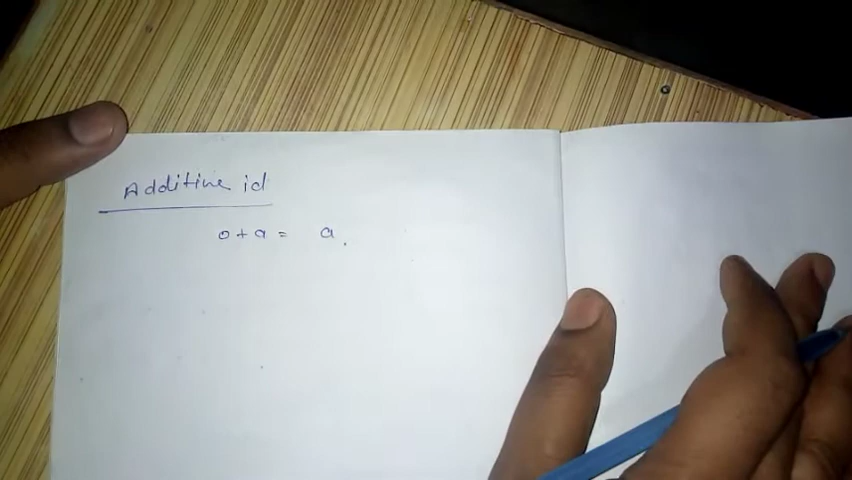 Additive id
0 + a = a.